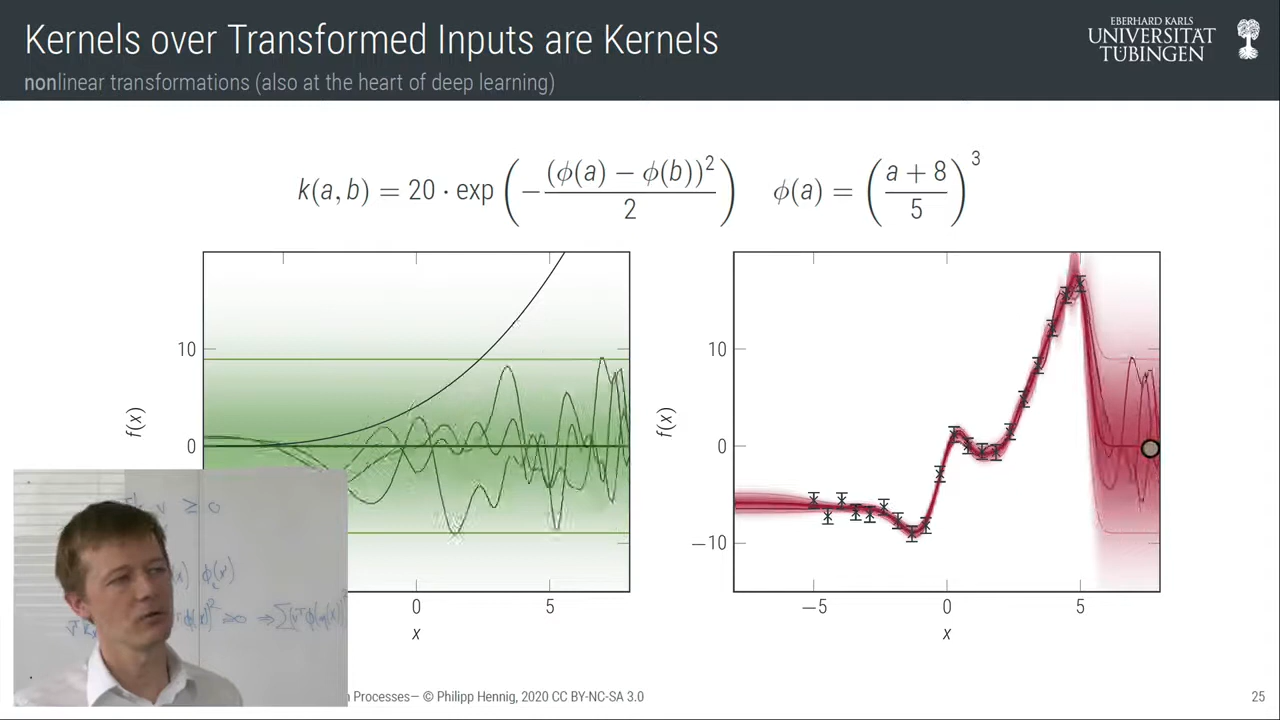 Kernels over Transformed Inputs are Kernels
nonlinear transformations (also at the heart of deep learning)
EBERHARD KARLS
UNIVERSITÄT
TÜBINGEN
k(a, b) = 20 · exp ( − (ϕ(a) − ϕ(b))² / 2 )   ϕ(a) = ( (a + 8) / 5 )³
10
0
f(x)
0
5
x
10
0
−10
f(x)
−5
0
5
x
≥ 0
Processes— © Philipp Hennig, 2020 CC BY-NC-SA 3.0
25